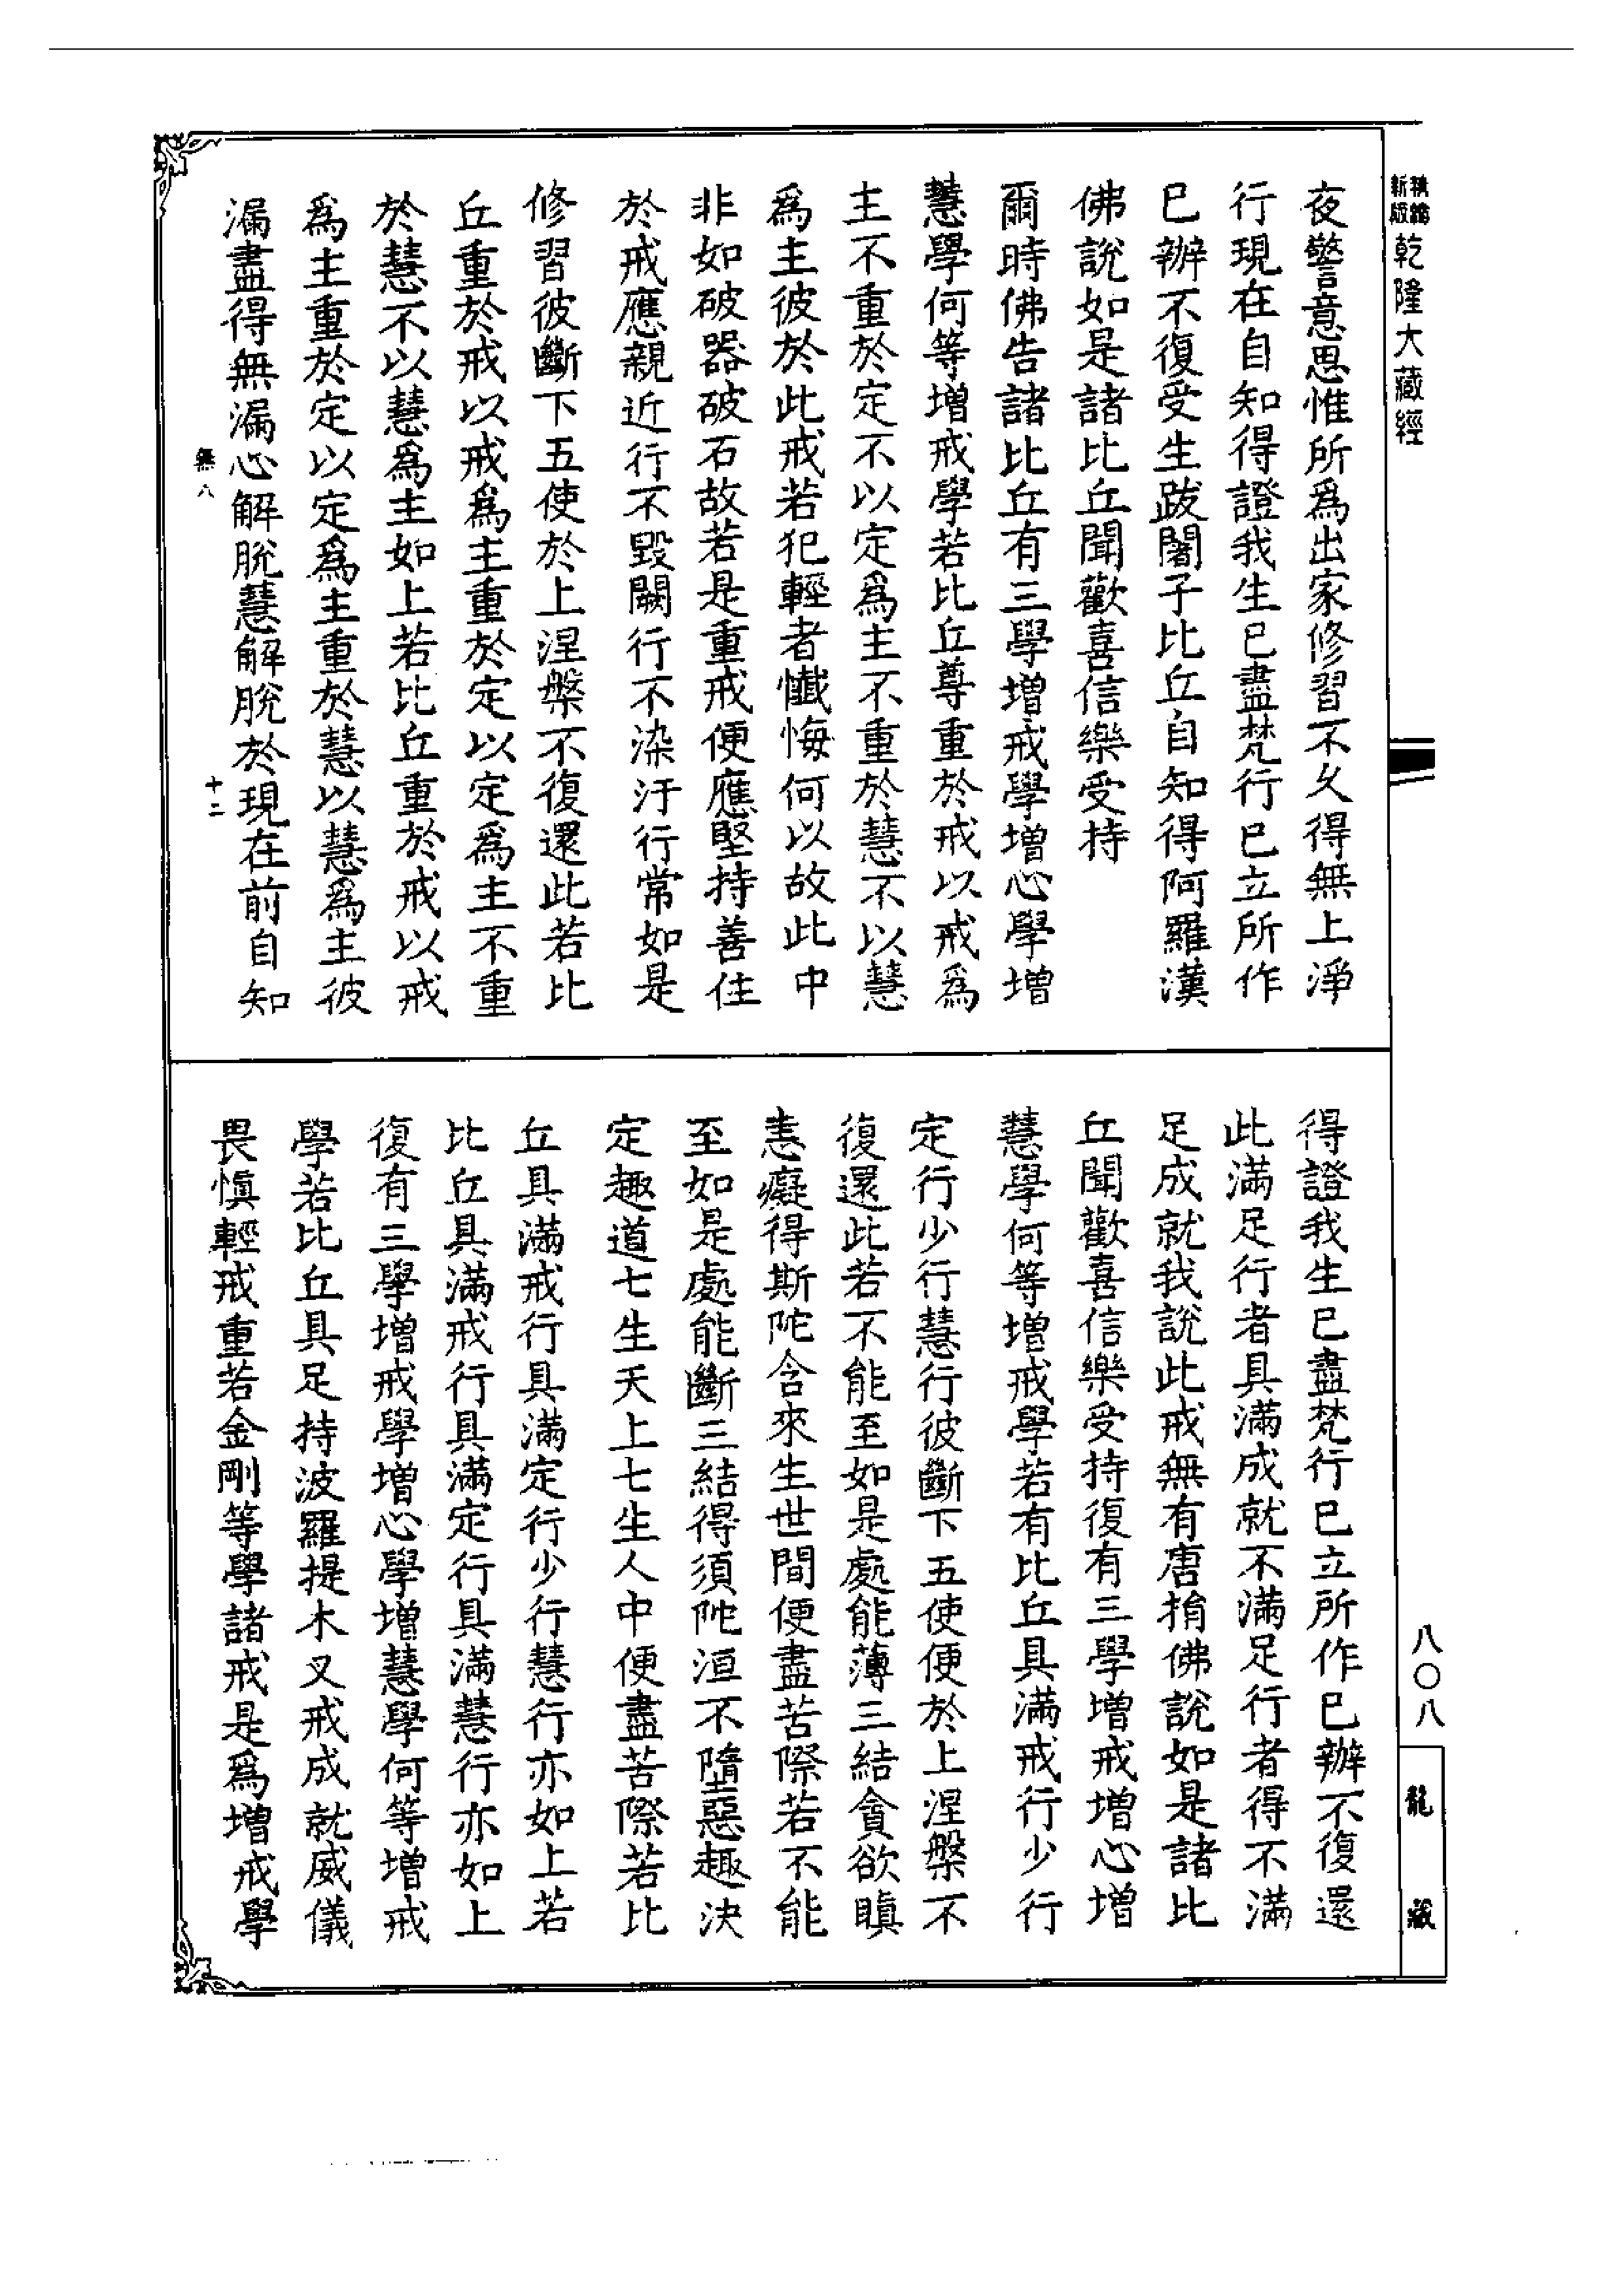 新版精鐫乾隆大藏經
夜警意思惟所爲出家修習不久得無上淨
行現在自知得證我生已盡梵行已立所作
已辦不復受生跋闍子比丘自知得阿羅漢
佛說如是諸比丘聞歡喜信樂受持
爾時佛告諸比丘有三學增戒學增心學增
慧學何等增戒學若比丘尊重於戒以戒爲
主不重於定不以定爲主不重於慧不以慧
爲主彼於此戒若犯輕者懺悔何以故此中
非如破器破石故若是重戒便應堅持善住
於戒應親近行不毀闕行不染汙行常如是
修習彼斷下五使於上涅槃不復還此若比
丘重於戒以戒爲主重於定以定爲主不重
於慧不以慧爲主如上若比丘重於戒以戒
爲主重於定以定爲主重於慧以慧爲主彼
漏盡得無漏心解脫慧解脫於現在前自知
無八 十二
得證我生已盡梵行已立所作已辦不復還
此滿足行者具滿成就不滿足行者得不滿
足成就我說此戒無有唐捐佛說如是諸比
丘聞歡喜信樂受持復有三學增戒增心增
慧學何等增戒學若有比丘具滿戒行少行
定行少行慧行彼斷下五使便於上涅槃不
復還此若不能至如是處能薄三結貪欲瞋
恚癡得斯陀含來生世間便盡苦際若不能
至如是處能斷三結得須陀洹不墮惡趣決
定趣道七生天上七生人中便盡苦際若比
丘具滿戒行具滿定行少行慧行亦如上若
比丘具滿戒行具滿定行具滿慧行亦如上
復有三學增戒學增心學增慧學何等增戒
學若比丘具足持波羅提木叉戒成就威儀
畏慎輕戒重若金剛等學諸戒是爲增戒學
八〇八
龍藏